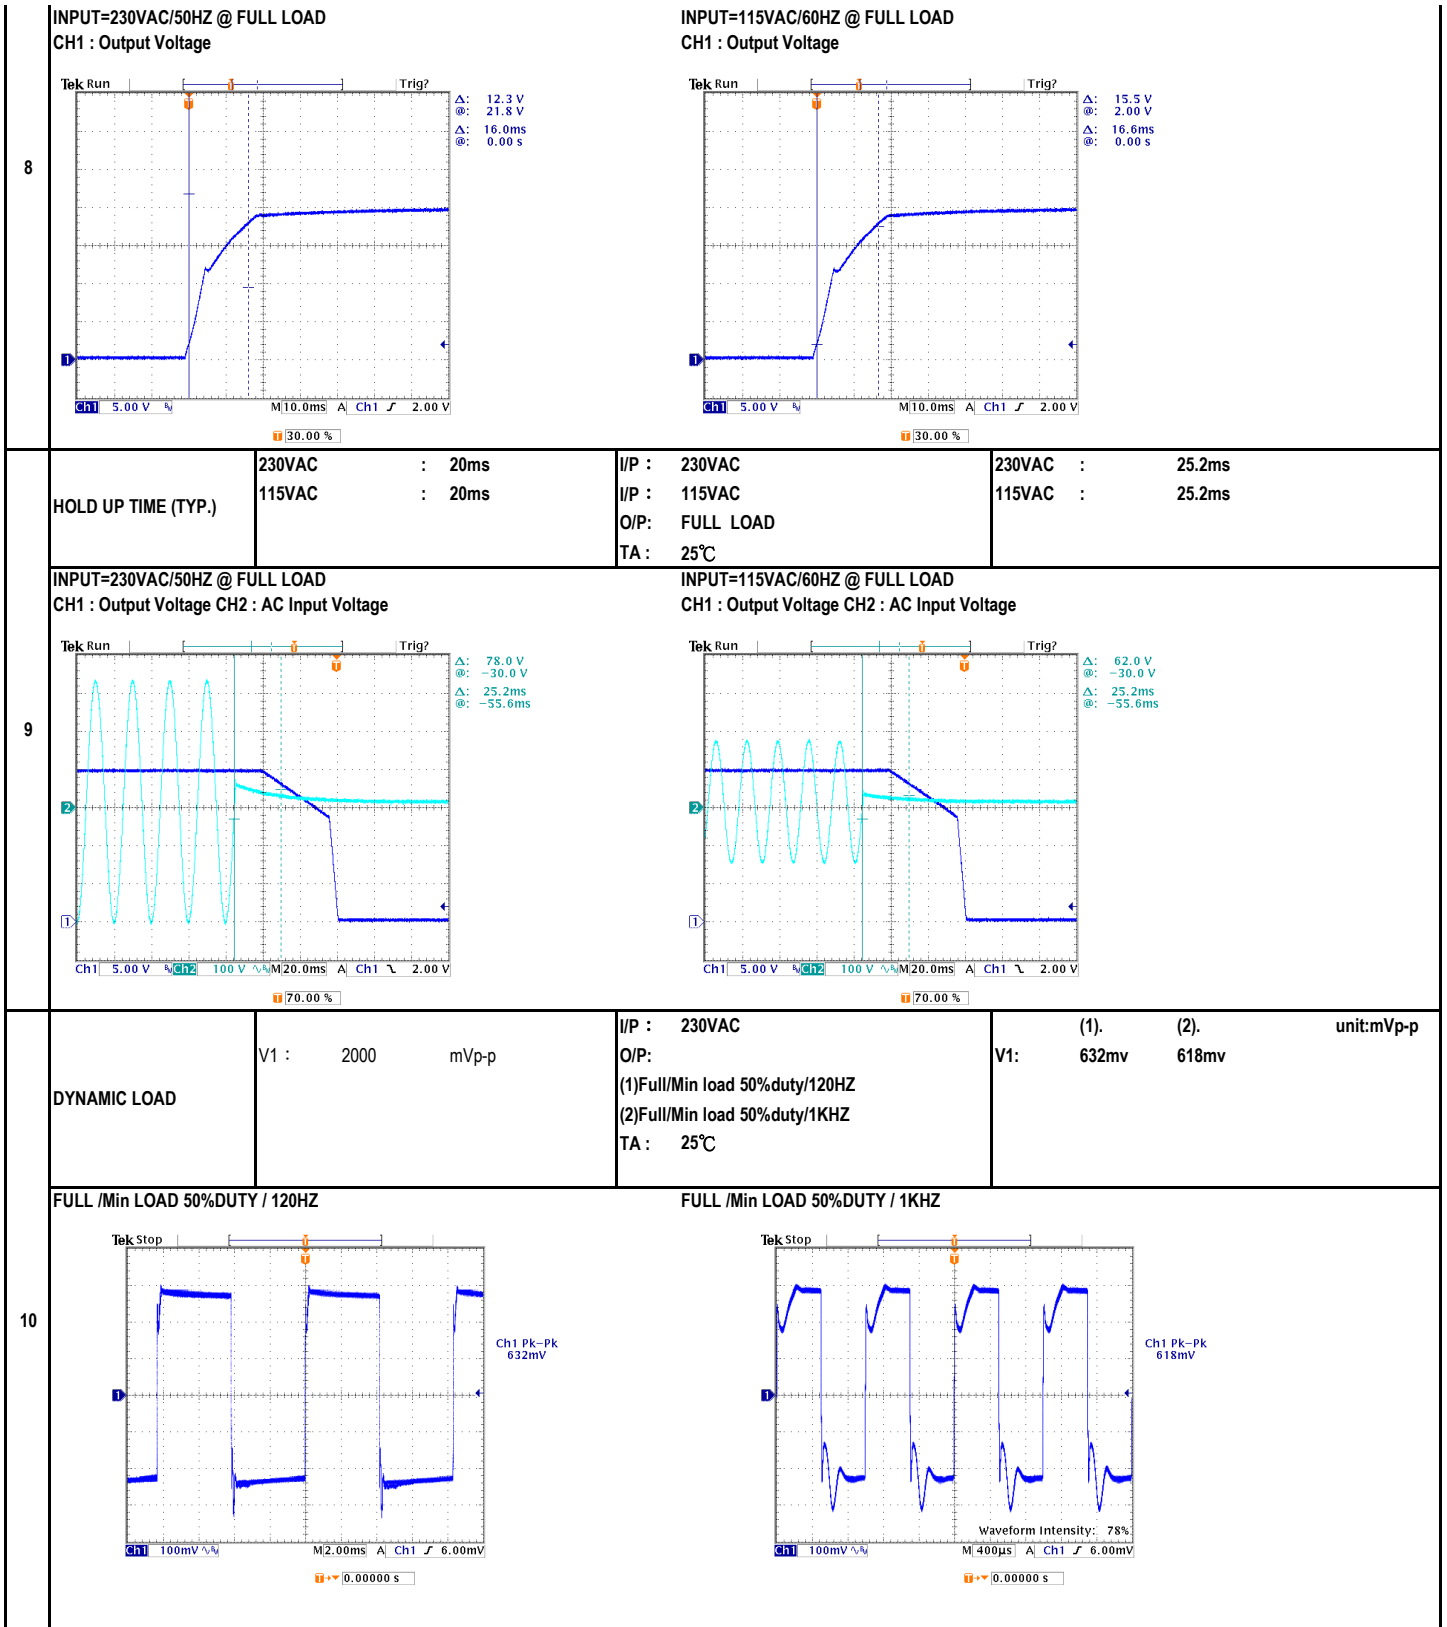 INPUT=230VAC/50HZ @ FULL LOAD
CH1 : Output Voltage
INPUT=115VAC/60HZ @ FULL LOAD
CH1 : Output Voltage
8
Tek Run
Trig?
Δ: 12.3 V
@: 21.8 V
Δ: 16.0ms
@: 0.00 s
1
Ch1 5.00 V M 10.0ms A Ch1 2.00 V
T 30.00 %
Tek Run
Trig?
Δ: 15.5 V
@: 2.00 V
Δ: 16.6ms
@: 0.00 s
1
Ch1 5.00 V M 10.0ms A Ch1 2.00 V
T 30.00 %
9
HOLD UP TIME (TYP.)
230VAC : 20ms
115VAC : 20ms
I/P : 230VAC
I/P : 115VAC
O/P: FULL LOAD
TA : 25℃
230VAC : 25.2ms
115VAC : 25.2ms
INPUT=230VAC/50HZ @ FULL LOAD
CH1 : Output Voltage CH2 : AC Input Voltage
INPUT=115VAC/60HZ @ FULL LOAD
CH1 : Output Voltage CH2 : AC Input Voltage
Tek Run
Trig?
Δ: 78.0 V
@: −30.0 V
Δ: 25.2ms
@: −55.6ms
2
1
Ch1 5.00 V Ch2 100 V M 20.0ms A Ch1 2.00 V
T 70.00 %
Tek Run
Trig?
Δ: 62.0 V
@: −30.0 V
Δ: 25.2ms
@: −55.6ms
2
1
Ch1 5.00 V Ch2 100 V M 20.0ms A Ch1 2.00 V
T 70.00 %
10
DYNAMIC LOAD
V1 : 2000 mVp-p
I/P : 230VAC
O/P:
(1)Full/Min load 50%duty/120HZ
(2)Full/Min load 50%duty/1KHZ
TA : 25℃
(1). (2). unit:mVp-p
V1: 632mv 618mv
FULL /Min LOAD 50%DUTY / 120HZ
FULL /Min LOAD 50%DUTY / 1KHZ
Tek Stop
Ch1 Pk−Pk
632mV
1
Ch1 100mV M 2.00ms A Ch1 6.00mV
T 0.00000 s
Tek Stop
Ch1 Pk−Pk
618mV
1
Waveform Intensity: 78%
Ch1 100mV M 400µs A Ch1 6.00mV
T 0.00000 s